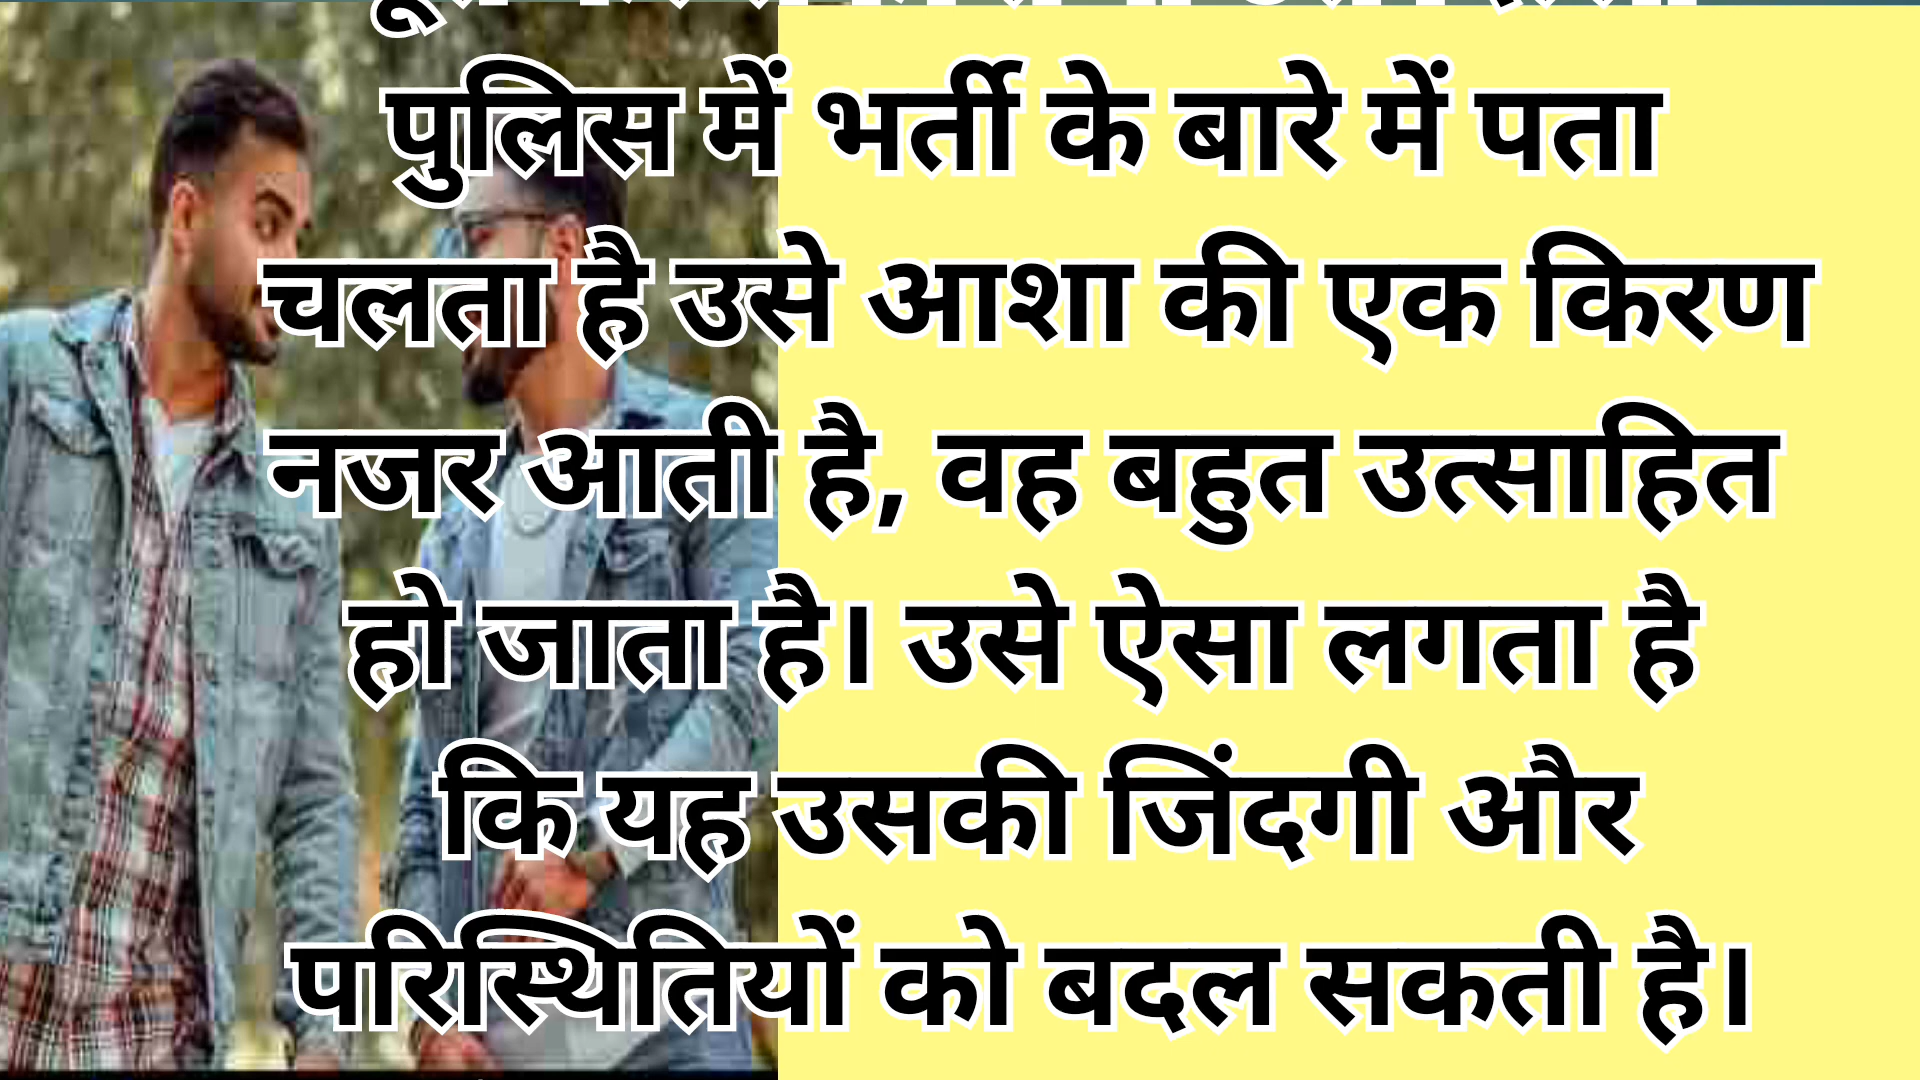 पुलिस में भर्ती के बारे में पता
चलता है उसे आशा की एक किरण
नजर आती है, वह बहुत उत्साहित
हो जाता है। उसे ऐसा लगता है
कि यह उसकी जिंदगी और
परिस्थितियों को बदल सकती है।